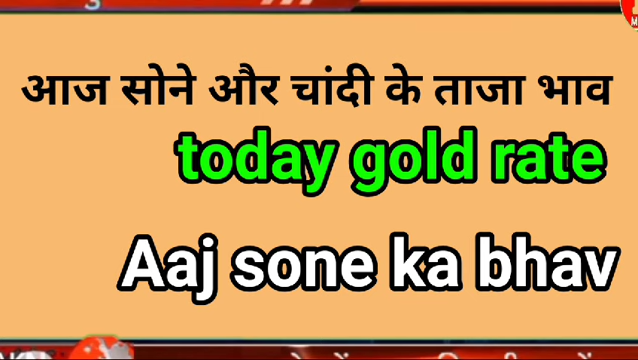 आज सोने और चांदी के ताजा भाव
today gold rate
Aaj sone ka bhav